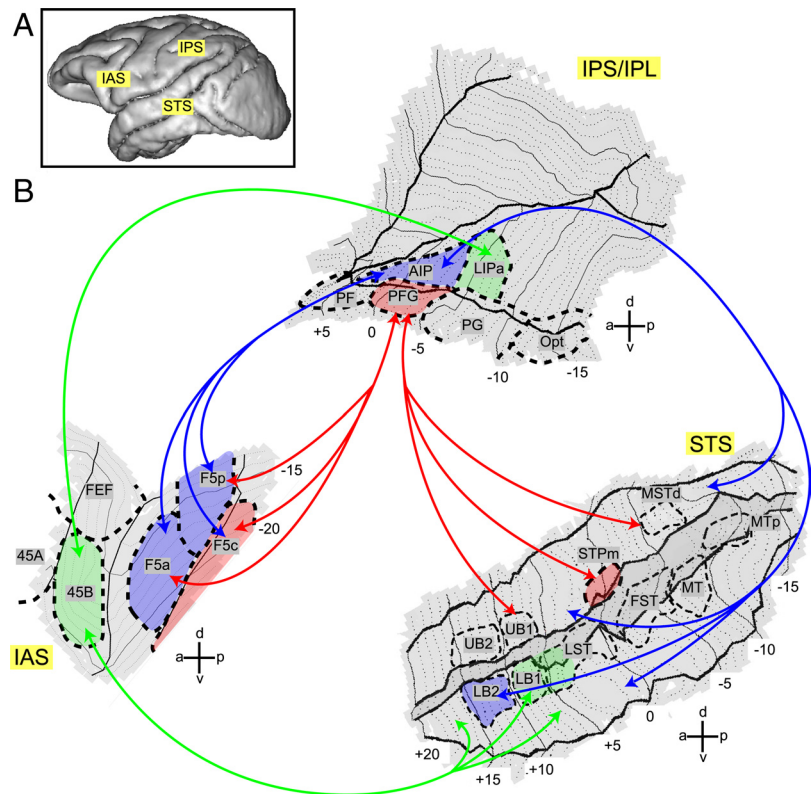 A
IPS
IAS
STS
IPS/IPL
B
AIP
LIPa
PF
PFG
PG
Opt
+5
0
-5
-10
-15
d
a
p
v
STS
F5p
-15
FEF
-20
F5c
45A
F5a
45B
IAS
d
a
p
v
MSTd
MTp
STPm
FST
MT
-15
UB1
UB2
LST
-10
LB1
LB2
-5
0
+5
+10
+15
+20
d
a
p
v